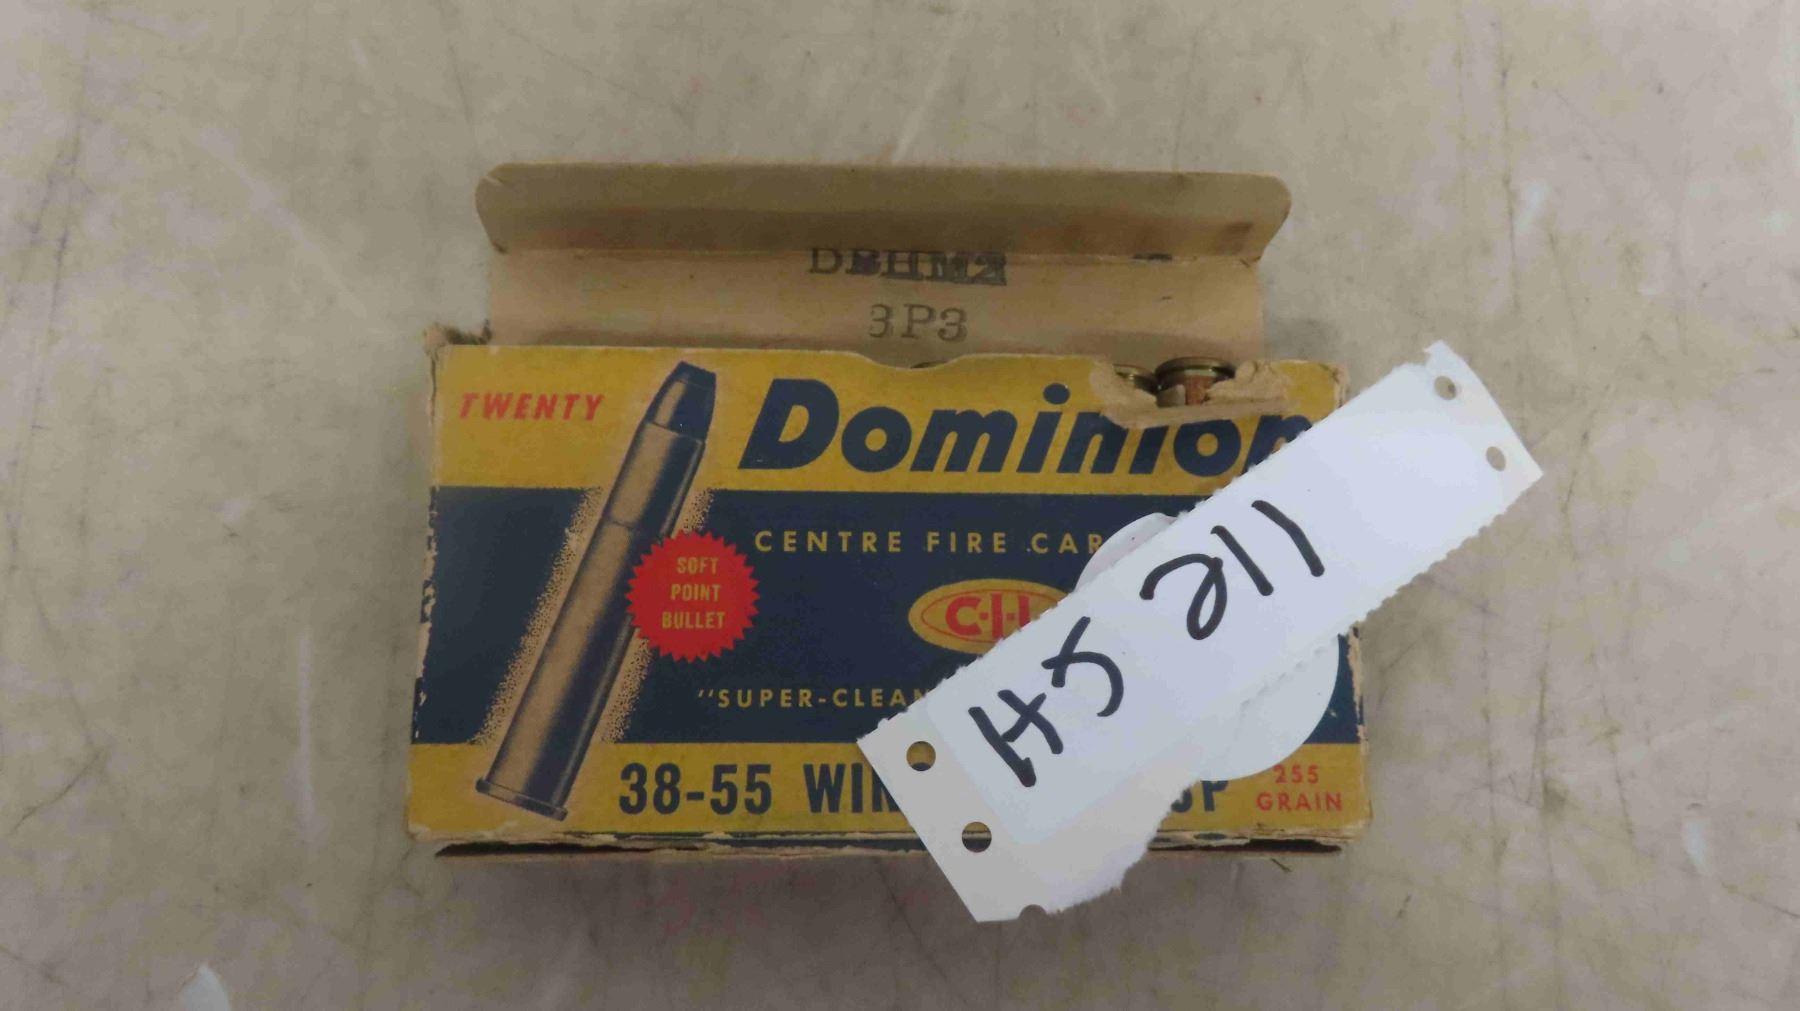 3P3
TWENTY
Dominion
CENTRE FIRE CAR
SOFT
POINT
BULLET
C-I-L
"SUPER-CLEAN
38-55 WIN SP
255
GRAIN
H5 211